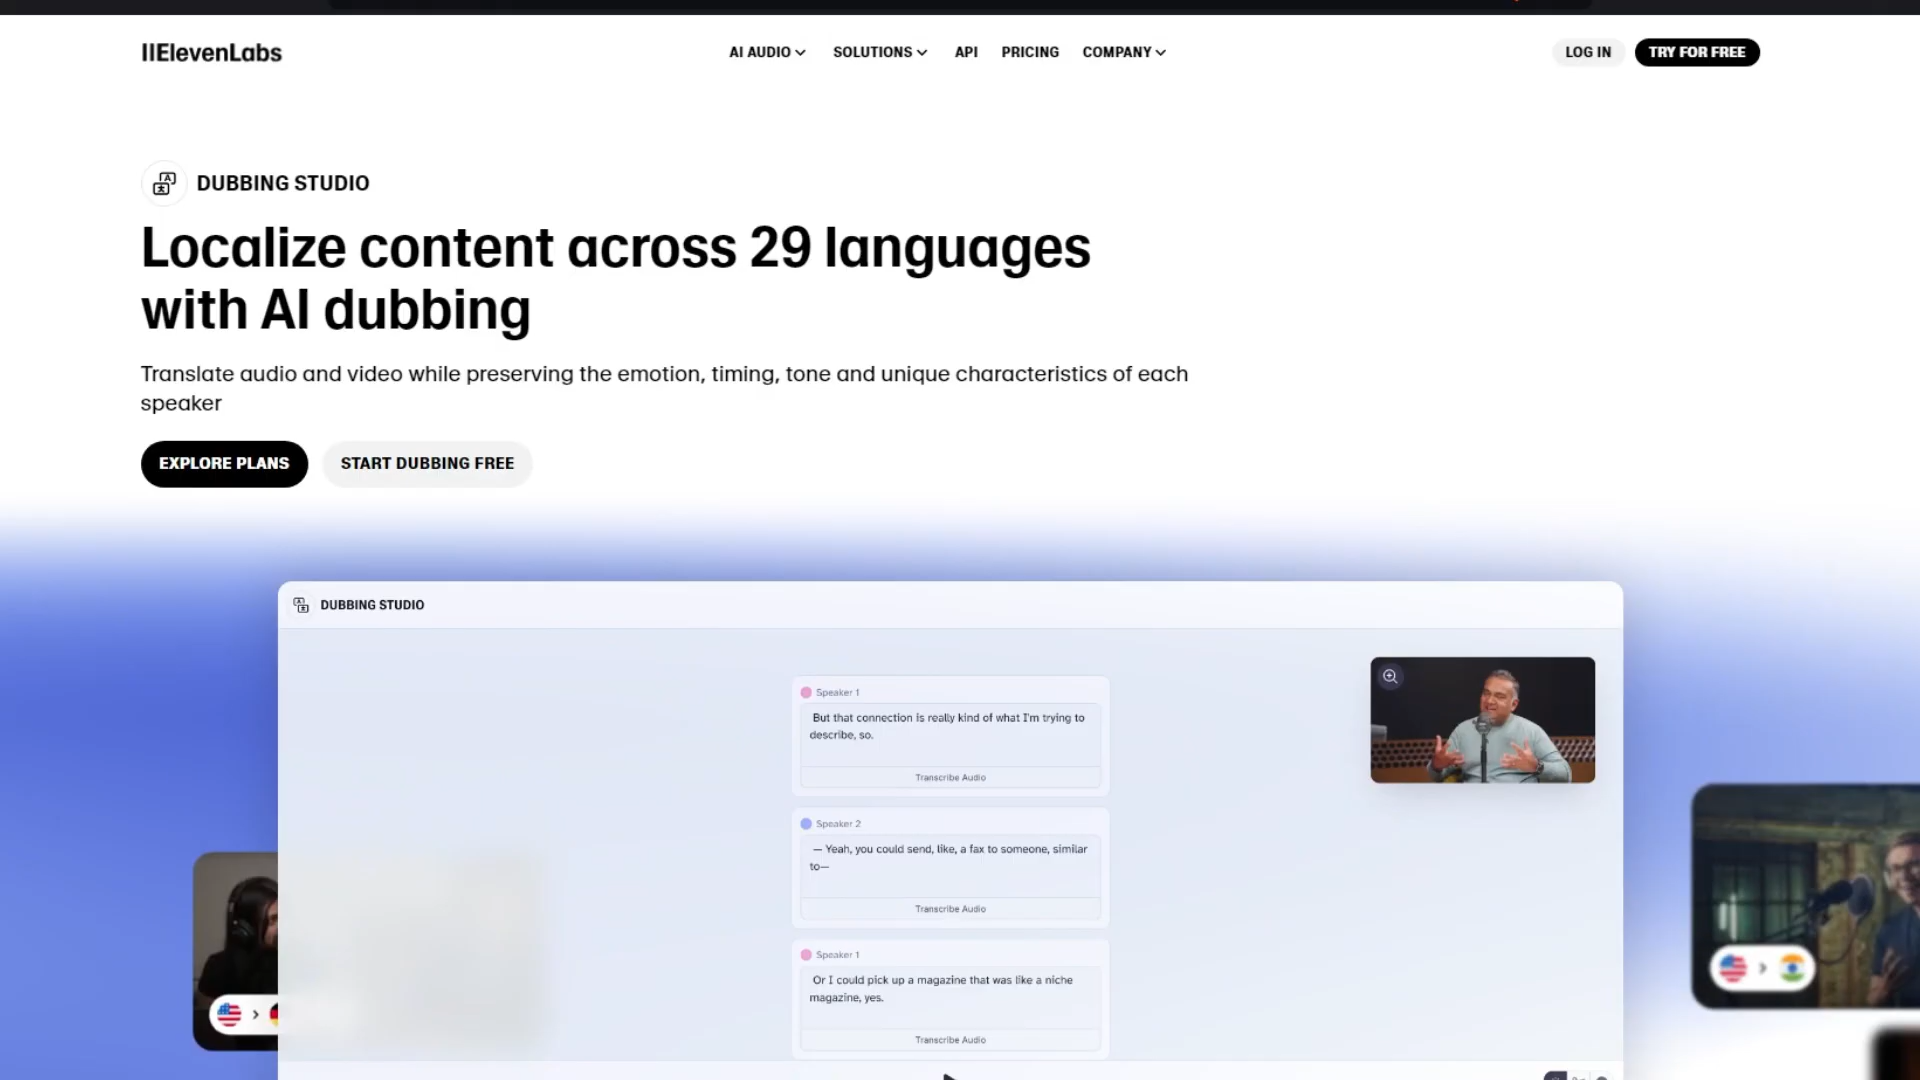 IIElevenLabs
AI AUDIO
SOLUTIONS
API
PRICING
COMPANY
LOG IN
TRY FOR FREE
DUBBING STUDIO
Localize content across 29 languages
with AI dubbing
Translate audio and video while preserving the emotion, timing, tone and unique characteristics of each
speaker
EXPLORE PLANS
START DUBBING FREE
DUBBING STUDIO
Speaker 1
But that connection is really kind of what I'm trying to
describe, so.
Transcribe Audio
Speaker 2
— Yeah, you could send, like, a fax to someone, similar
to—
Transcribe Audio
Speaker 1
Or I could pick up a magazine that was like a niche
magazine, yes.
Transcribe Audio